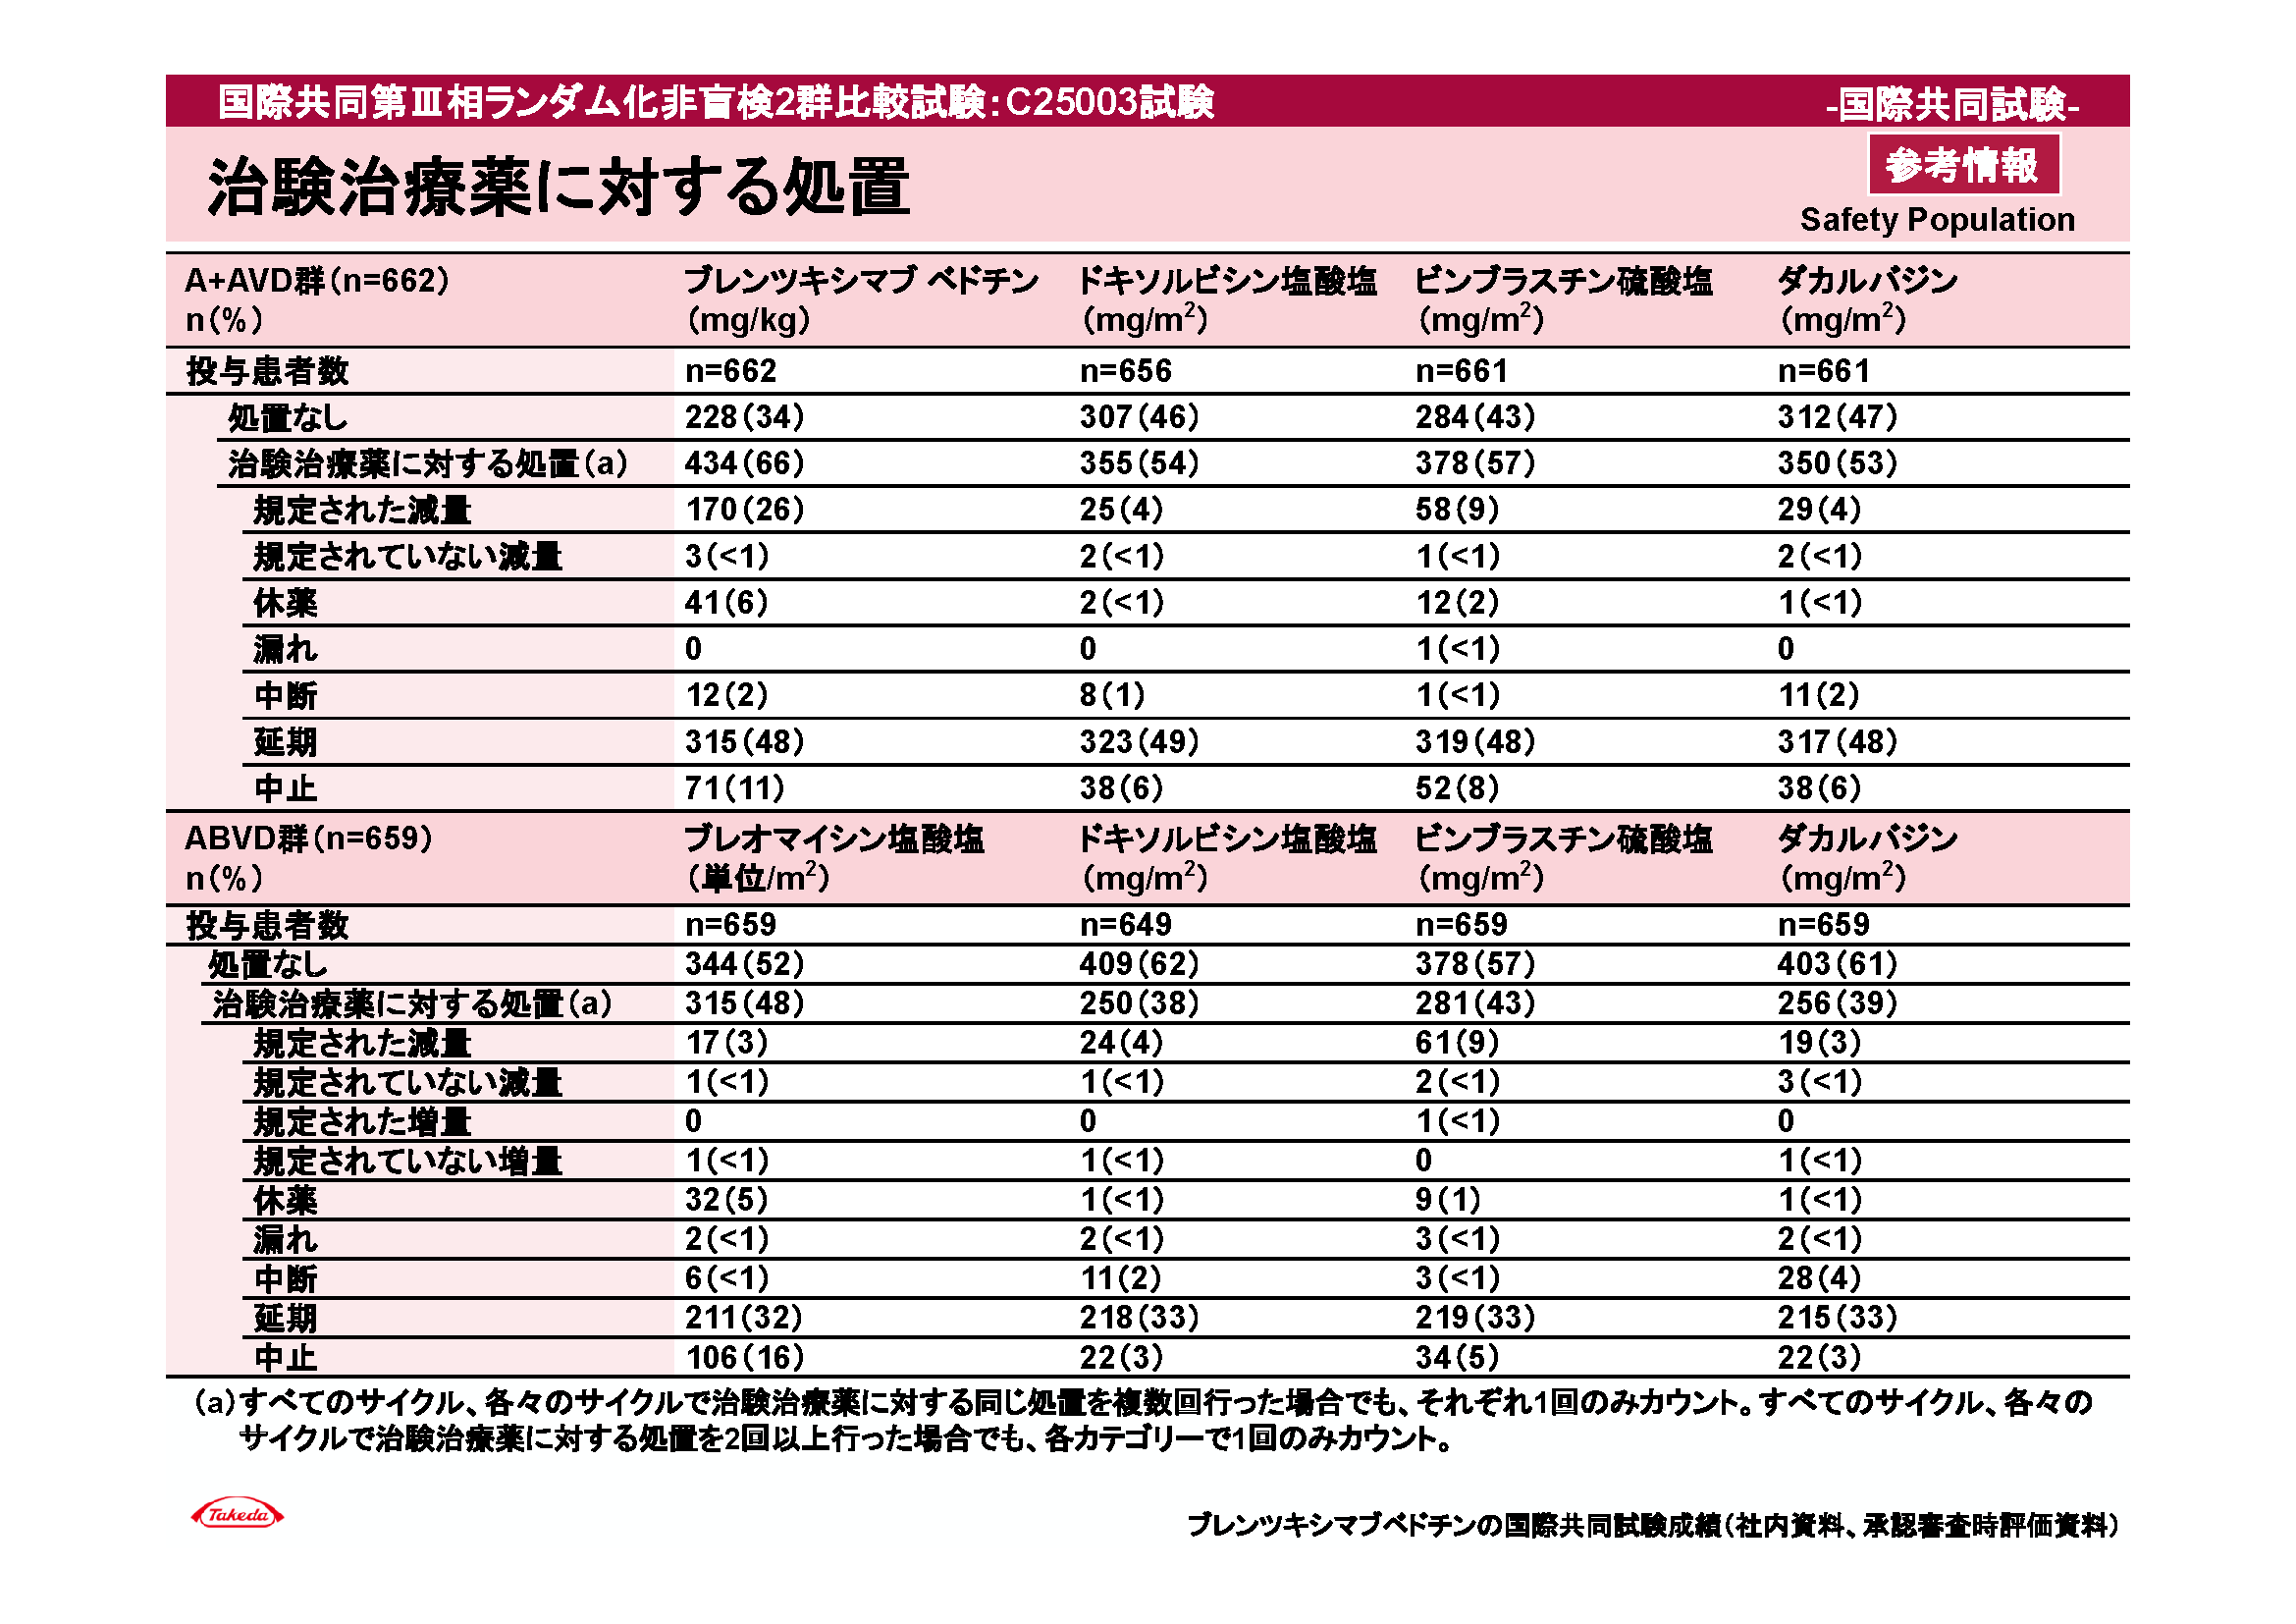 国際共同第Ⅲ相ランダム化非盲検2群比較試験：C25003試験 -国際共同試験-
治験治療薬に対する処置 参考情報
Safety Population
A+AVD群（n=662） ブレンツキシマブ ベドチン ドキソルビシン塩酸塩 ビンブラスチン硫酸塩 ダカルバジン
n（%） （mg/kg） （mg/m²） （mg/m²） （mg/m²）
投与患者数 n=662 n=656 n=661 n=661
処置なし 228（34） 307（46） 284（43） 312（47）
治験治療薬に対する処置（a） 434（66） 355（54） 378（57） 350（53）
規定された減量 170（26） 25（4） 58（9） 29（4）
規定されていない減量 3（<1） 2（<1） 1（<1） 2（<1）
休薬 41（6） 2（<1） 12（2） 1（<1）
漏れ 0 0 1（<1） 0
中断 12（2） 8（1） 1（<1） 11（2）
延期 315（48） 323（49） 319（48） 317（48）
中止 71（11） 38（6） 52（8） 38（6）
ABVD群（n=659） ブレオマイシン塩酸塩 ドキソルビシン塩酸塩 ビンブラスチン硫酸塩 ダカルバジン
n（%） （単位/m²） （mg/m²） （mg/m²） （mg/m²）
投与患者数 n=659 n=649 n=659 n=659
処置なし 344（52） 409（62） 378（57） 403（61）
治験治療薬に対する処置（a） 315（48） 250（38） 281（43） 256（39）
規定された減量 17（3） 24（4） 61（9） 19（3）
規定されていない減量 1（<1） 1（<1） 2（<1） 3（<1）
規定された増量 0 0 1（<1） 0
規定されていない増量 1（<1） 1（<1） 0 1（<1）
休薬 32（5） 1（<1） 9（1） 1（<1）
漏れ 2（<1） 2（<1） 3（<1） 2（<1）
中断 6（<1） 11（2） 3（<1） 28（4）
延期 211（32） 218（33） 219（33） 215（33）
中止 106（16） 22（3） 34（5） 22（3）
（a）すべてのサイクル、各々のサイクルで治験治療薬に対する同じ処置を複数回行った場合でも、それぞれ1回のみカウント。すべてのサイクル、各々の
サイクルで治験治療薬に対する処置を2回以上行った場合でも、各カテゴリーで1回のみカウント。
Takeda
ブレンツキシマブベドチンの国際共同試験成績（社内資料、承認審査時評価資料）